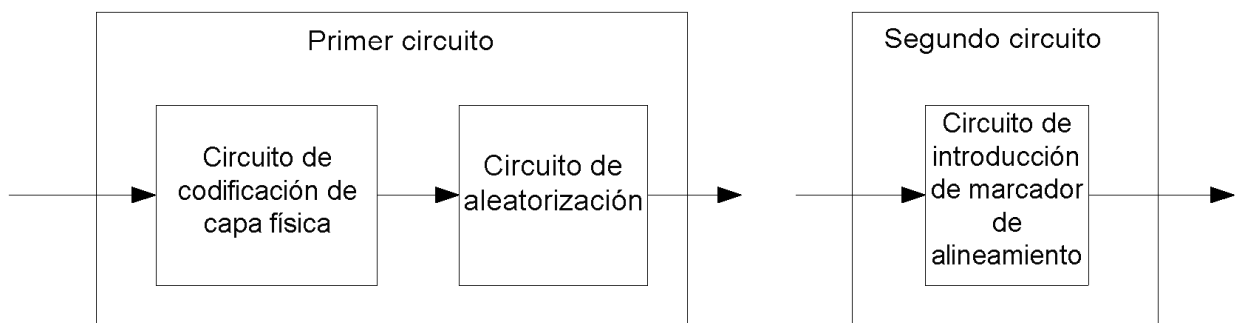 Primer circuito
Circuito de
codificación de
capa física
Circuito de
aleatorización
Segundo circuito
Circuito de
introducción
de marcador
de
alineamiento